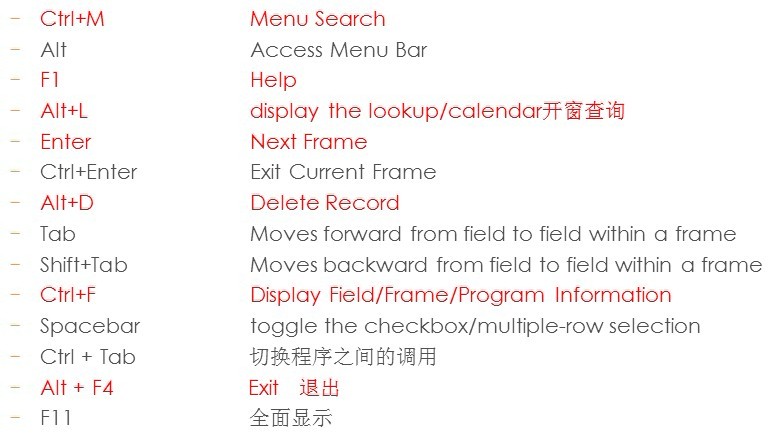 - Ctrl+M Menu Search
- Alt Access Menu Bar
- F1 Help
- Alt+L display the lookup/calendar开窗查询
- Enter Next Frame
- Ctrl+Enter Exit Current Frame
- Alt+D Delete Record
- Tab Moves forward from field to field within a frame
- Shift+Tab Moves backward from field to field within a frame
- Ctrl+F Display Field/Frame/Program Information
- Spacebar toggle the checkbox/multiple-row selection
- Ctrl + Tab 切换程序之间的调用
- Alt + F4 Exit 退出
- F11 全面显示